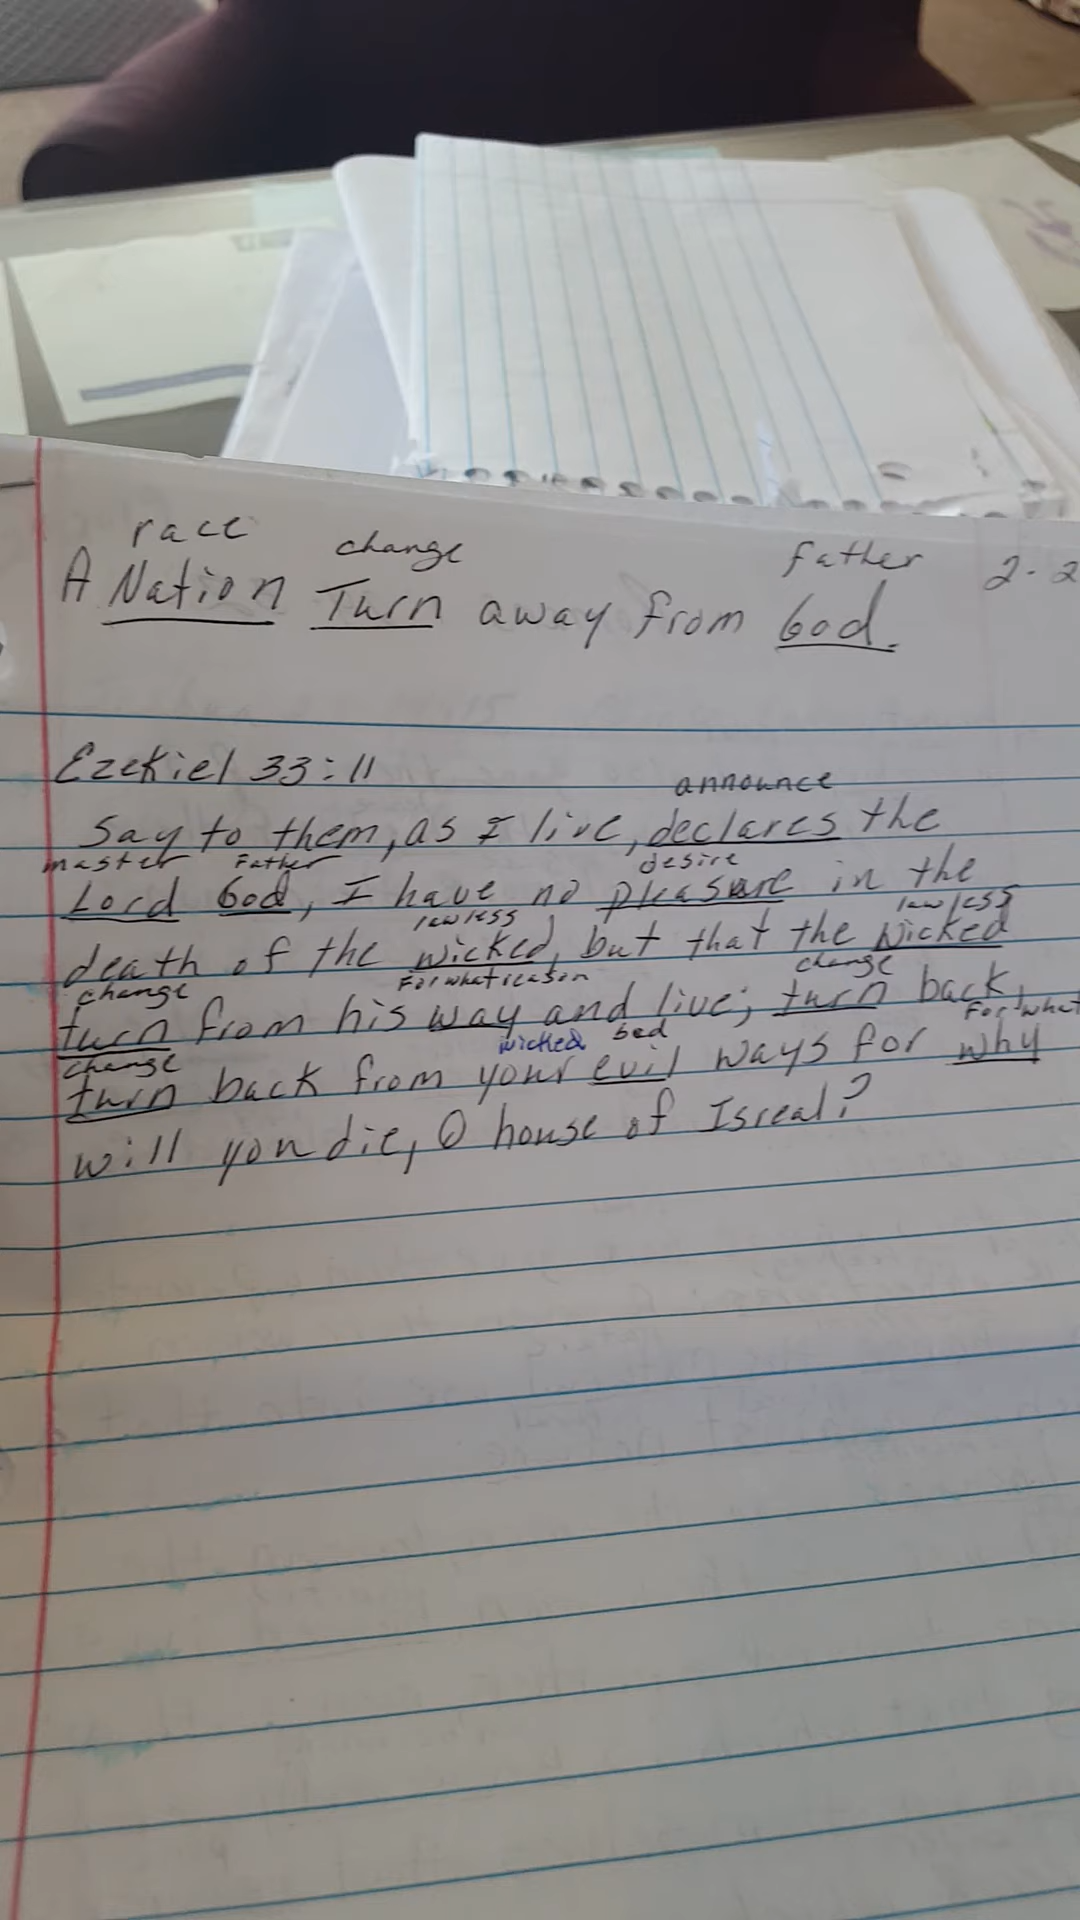 race change father 2-2
A Nation Turn away from God.
Ezekiel 33:11
announce
Say to them, as I live, declares the
master Father desire
Lord God, I have no pleasure in the
lawless lawless
death of the wicked, but that the wicked
change For what reason change
turn from his way and live; turn back,
change wicked bad For what
turn back from your evil ways for why
will you die, O house of Isreal?